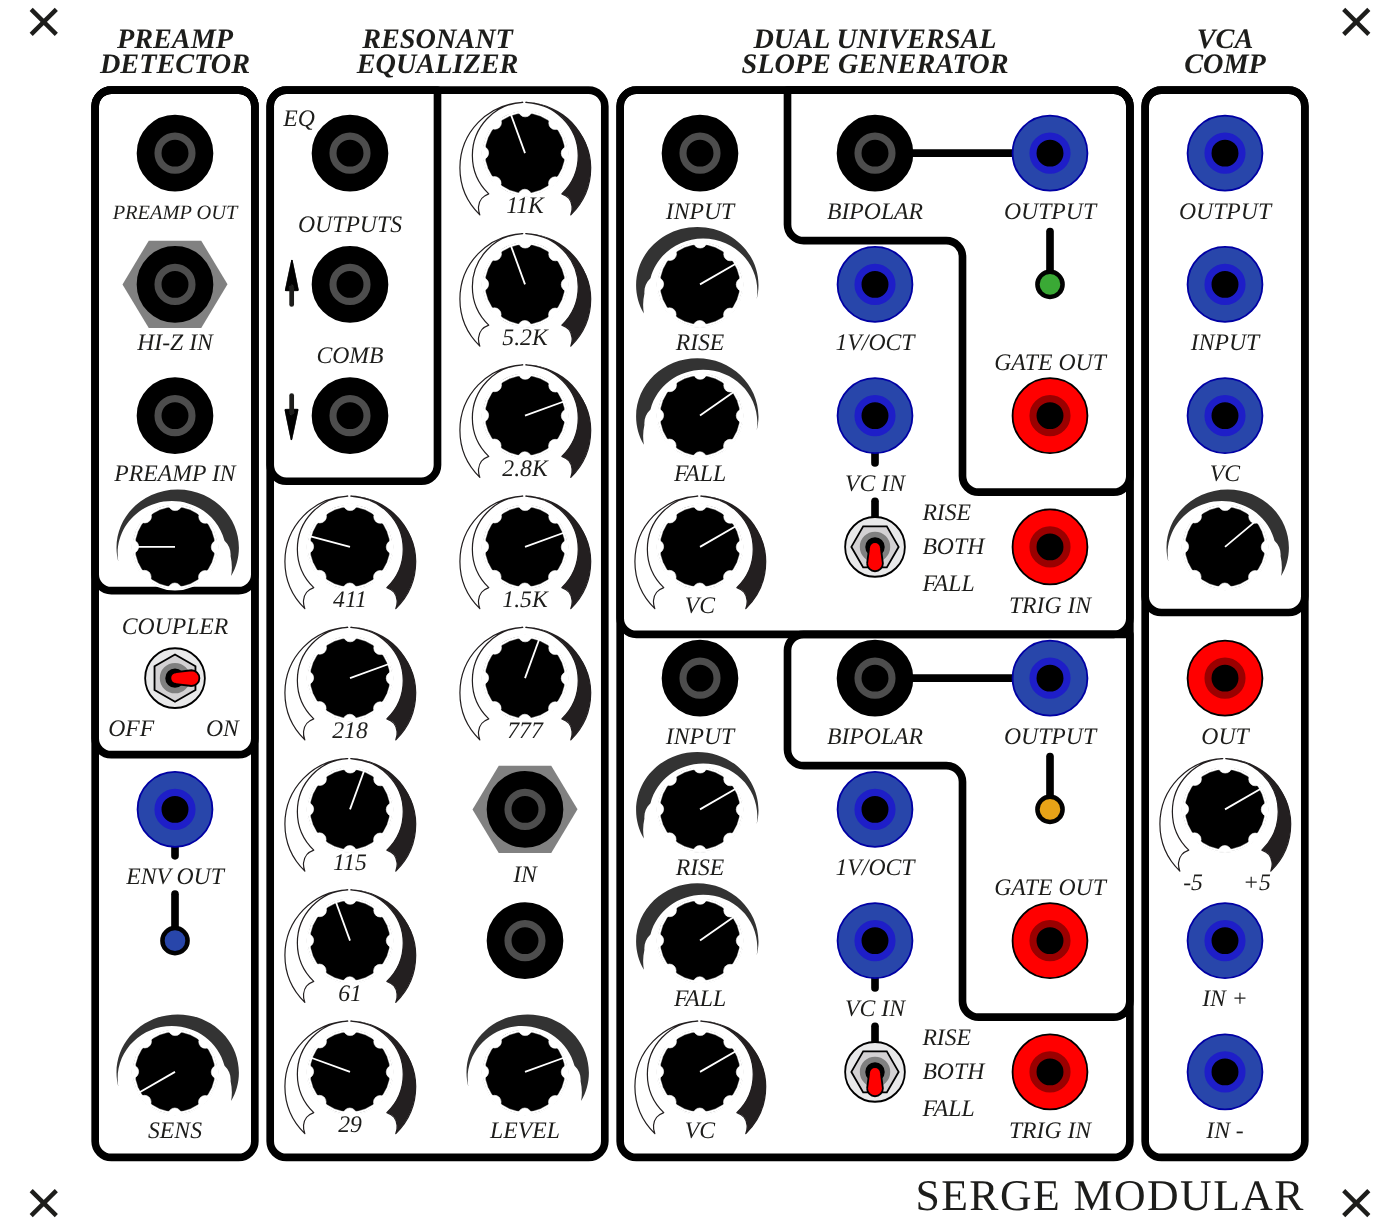 PREAMP
DETECTOR
PREAMP OUT
HI-Z IN
PREAMP IN
COUPLER
OFF ON
ENV OUT
SENS
RESONANT
EQUALIZER
EQ
OUTPUTS
COMB
11K
5.2K
2.8K
411
1.5K
218
777
115
IN
61
29
LEVEL
DUAL UNIVERSAL
SLOPE GENERATOR
INPUT
BIPOLAR
OUTPUT
RISE
1V/OCT
GATE OUT
FALL
VC IN
RISE
BOTH
FALL
VC
TRIG IN
INPUT
BIPOLAR
OUTPUT
RISE
1V/OCT
GATE OUT
FALL
VC IN
RISE
BOTH
FALL
VC
TRIG IN
VCA
COMP
OUTPUT
INPUT
VC
OUT
-5 +5
IN +
IN -
SERGE MODULAR